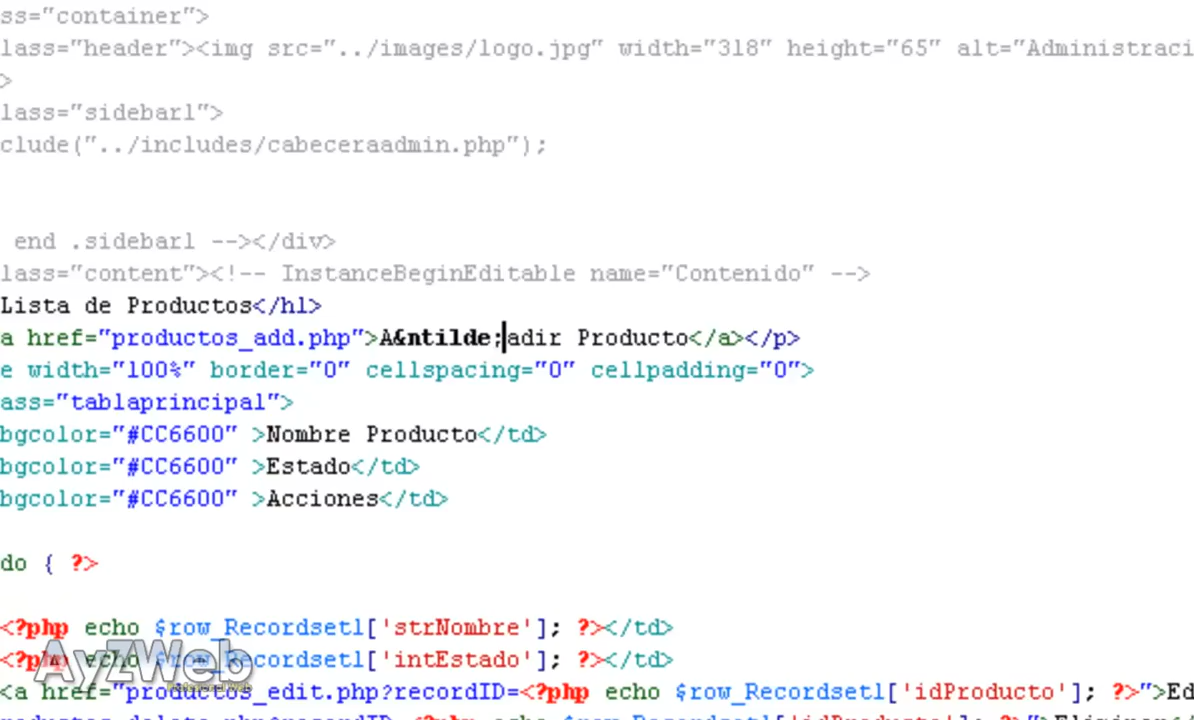 ss="container">
lass="header"><img src="../images/logo.jpg" width="318" height="65" alt="Administraci
>
lass="sidebar1">
clude("../includes/cabeceraadmin.php");
end .sidebar1 --></div>
lass="content"><!-- InstanceBeginEditable name="Contenido" -->
Lista de Productos</h1>
a href="productos_add.php">A&ntilde;adir Producto</a></p>
e width="100%" border="0" cellspacing="0" cellpadding="0">
ass="tablaprincipal">
bgcolor="#CC6600" >Nombre Producto</td>
bgcolor="#CC6600" >Estado</td>
bgcolor="#CC6600" >Acciones</td>
do { ?>
<?php echo $row_Recordset1['strNombre']; ?></td>
<?php echo $row_Recordset1['intEstado']; ?></td>
AyZWeb
<a href="productos_edit.php?recordID=<?php echo $row_Recordset1['idProducto']; ?>">Ed